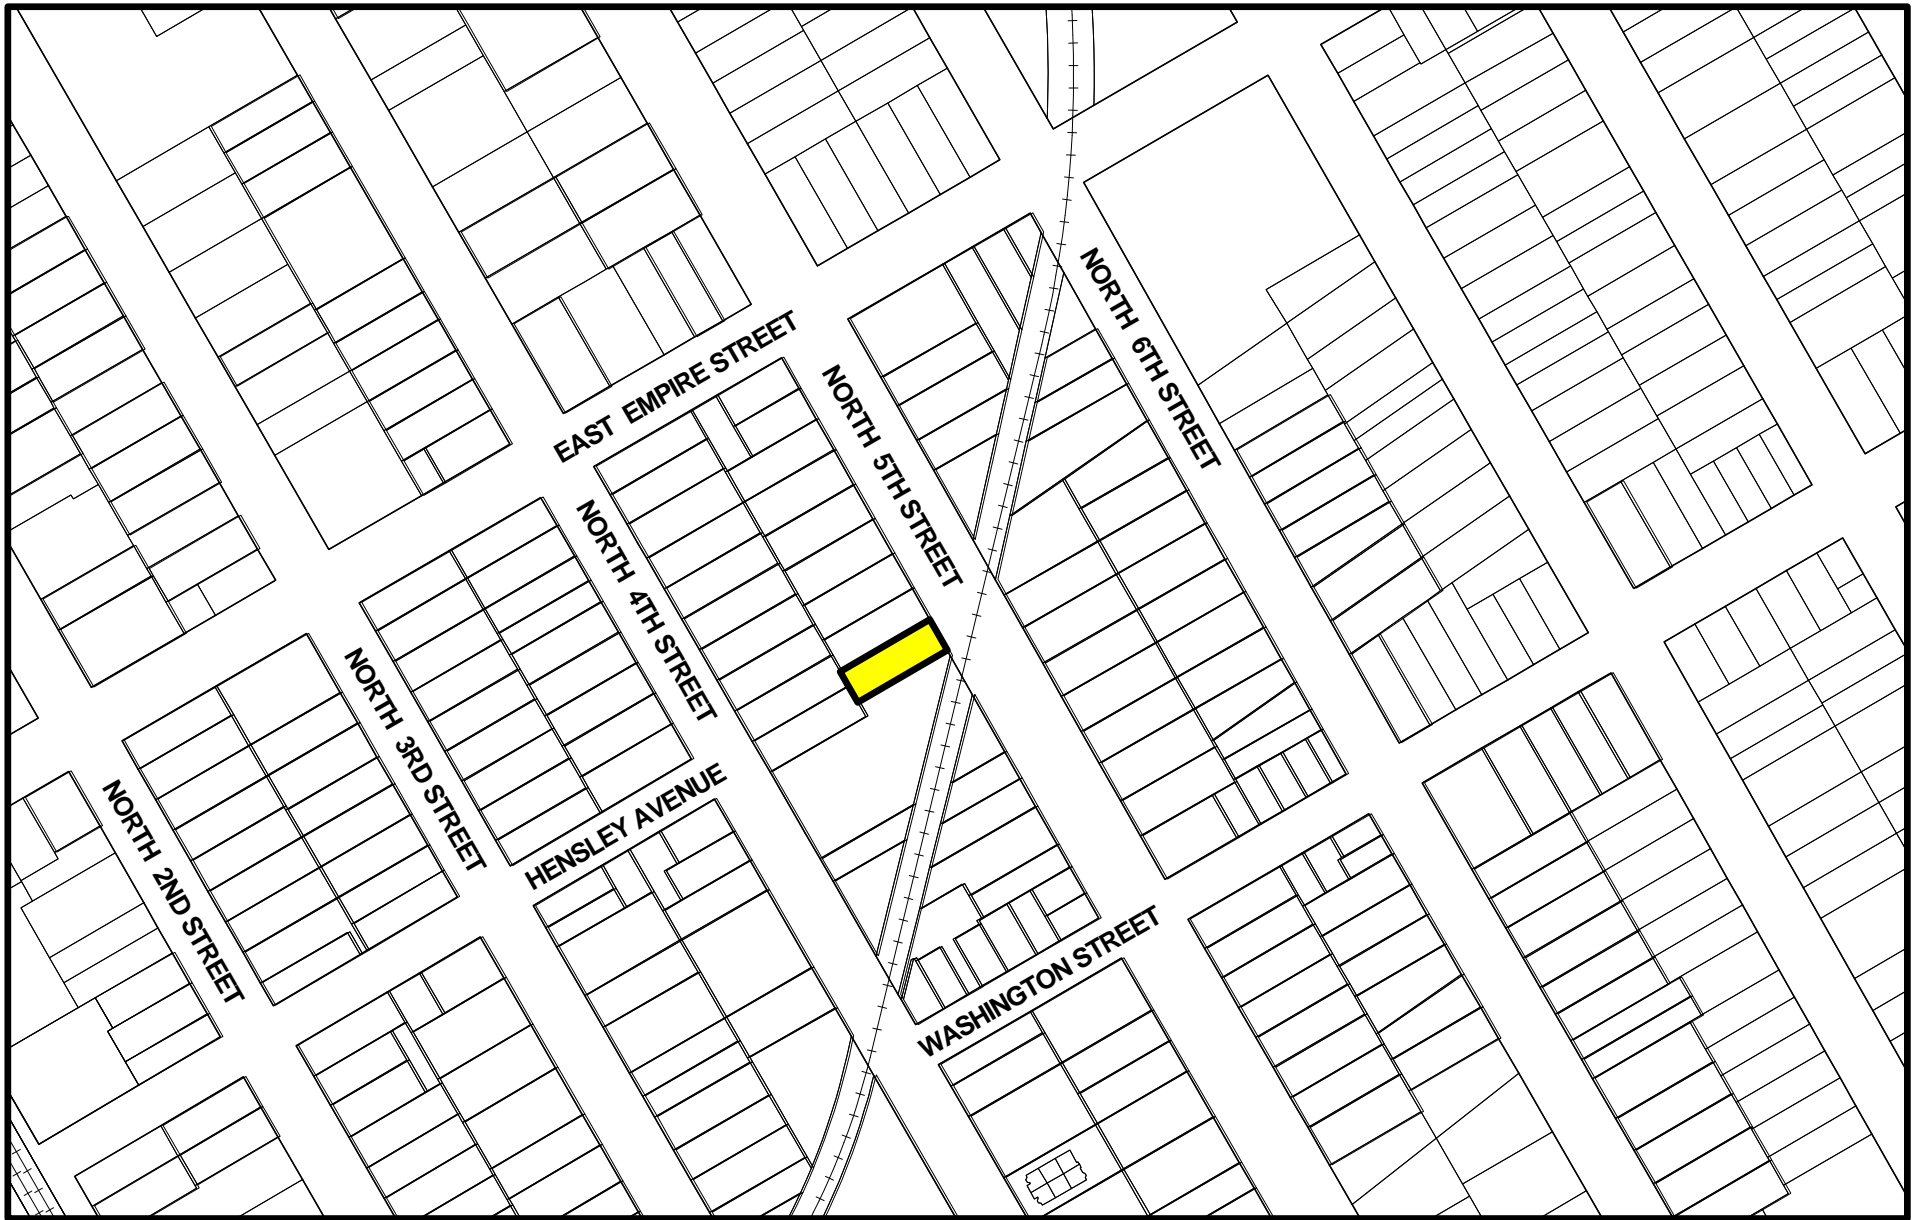 NORTH 6TH STREET
EAST EMPIRE STREET
NORTH 5TH STREET
NORTH 4TH STREET
NORTH 3RD STREET
HENSLEY AVENUE
NORTH 2ND STREET
WASHINGTON STREET